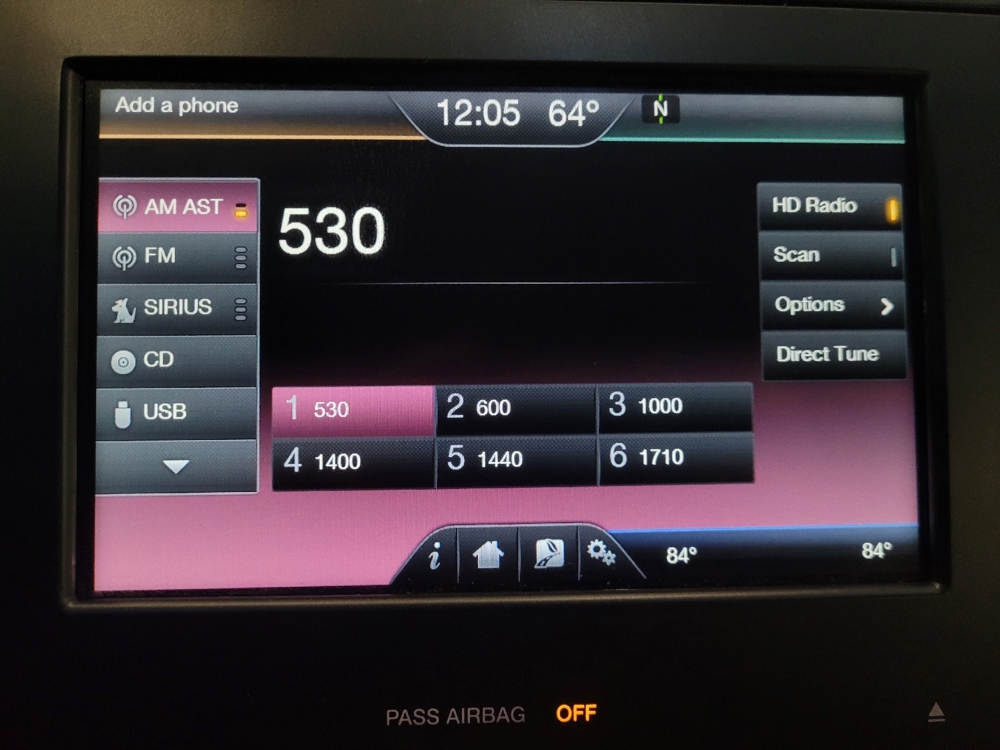 Add a phone
12:05 64°
N
AM AST
FM
SIRIUS
CD
USB
530
HD Radio
Scan
Options
Direct Tune
1 530
2 600
3 1000
4 1400
5 1440
6 1710
i
84°
84°
PASS AIRBAG OFF